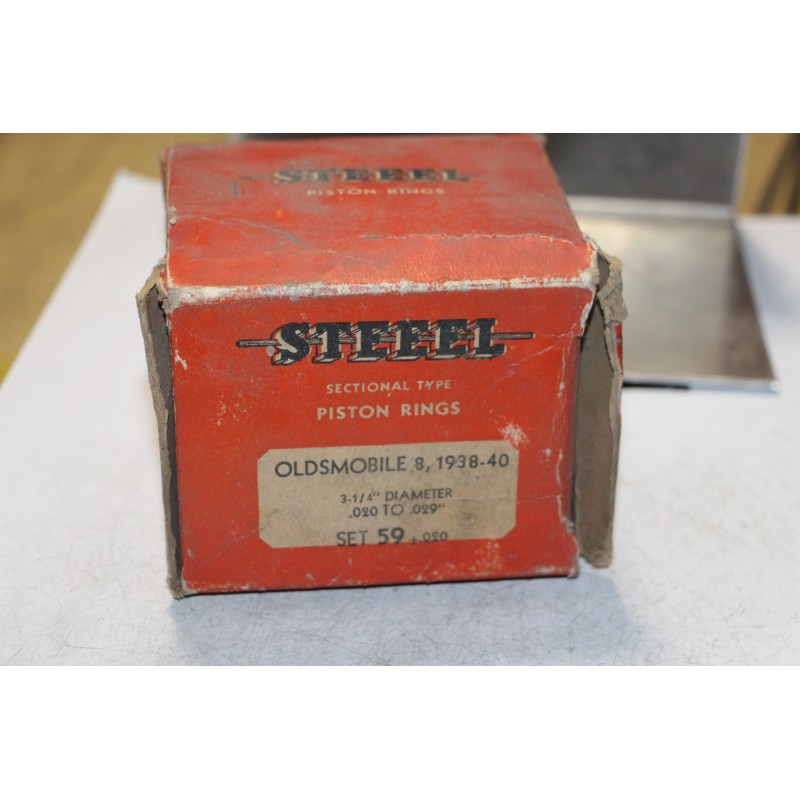 STEEEL
PISTON RINGS
STEEEL
SECTIONAL TYPE
PISTON RINGS
OLDSMOBILE 8, 1938-40
3-1/4" DIAMETER
.020 TO .029"
SET 59 +.020